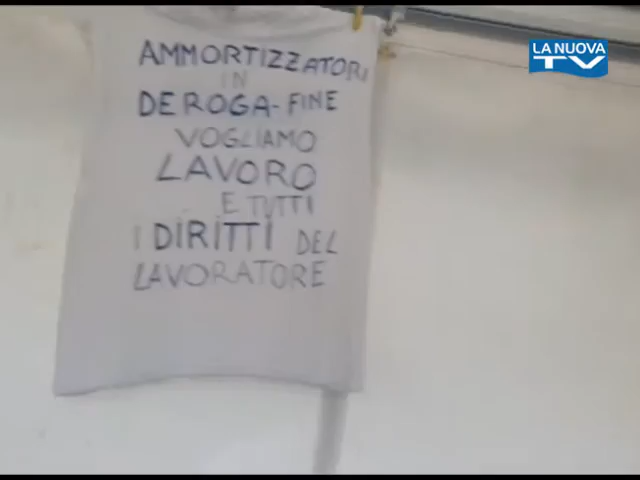 LA NUOVA
TV
AMMORTIZZATORI
IN
DEROGA-FINE
VOGLIAMO
LAVORO
E TUTTI
I DIRITTI DEL
LAVORATORE